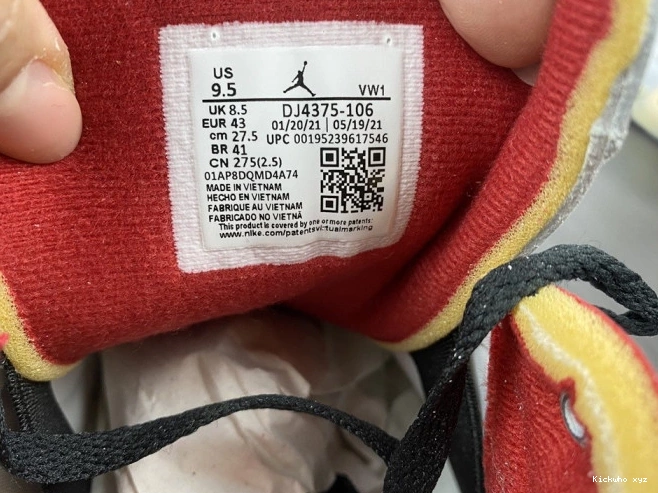 US
9.5
VW1
UK 8.5
EUR 43
cm 27.5
BR 41
CN 275(2.5)
DJ4375-106
01/20/21 | 05/19/21
UPC 00195239617546
01AP8DQMD4A74
MADE IN VIETNAM
HECHO EN VIETNAM
FABRIQUE AU VIETNAM
FABRICADO NO VIETNÃ
This product is covered by one or more patents:
www.nike.com/patentsvirtualmarking
Kickwho xyz